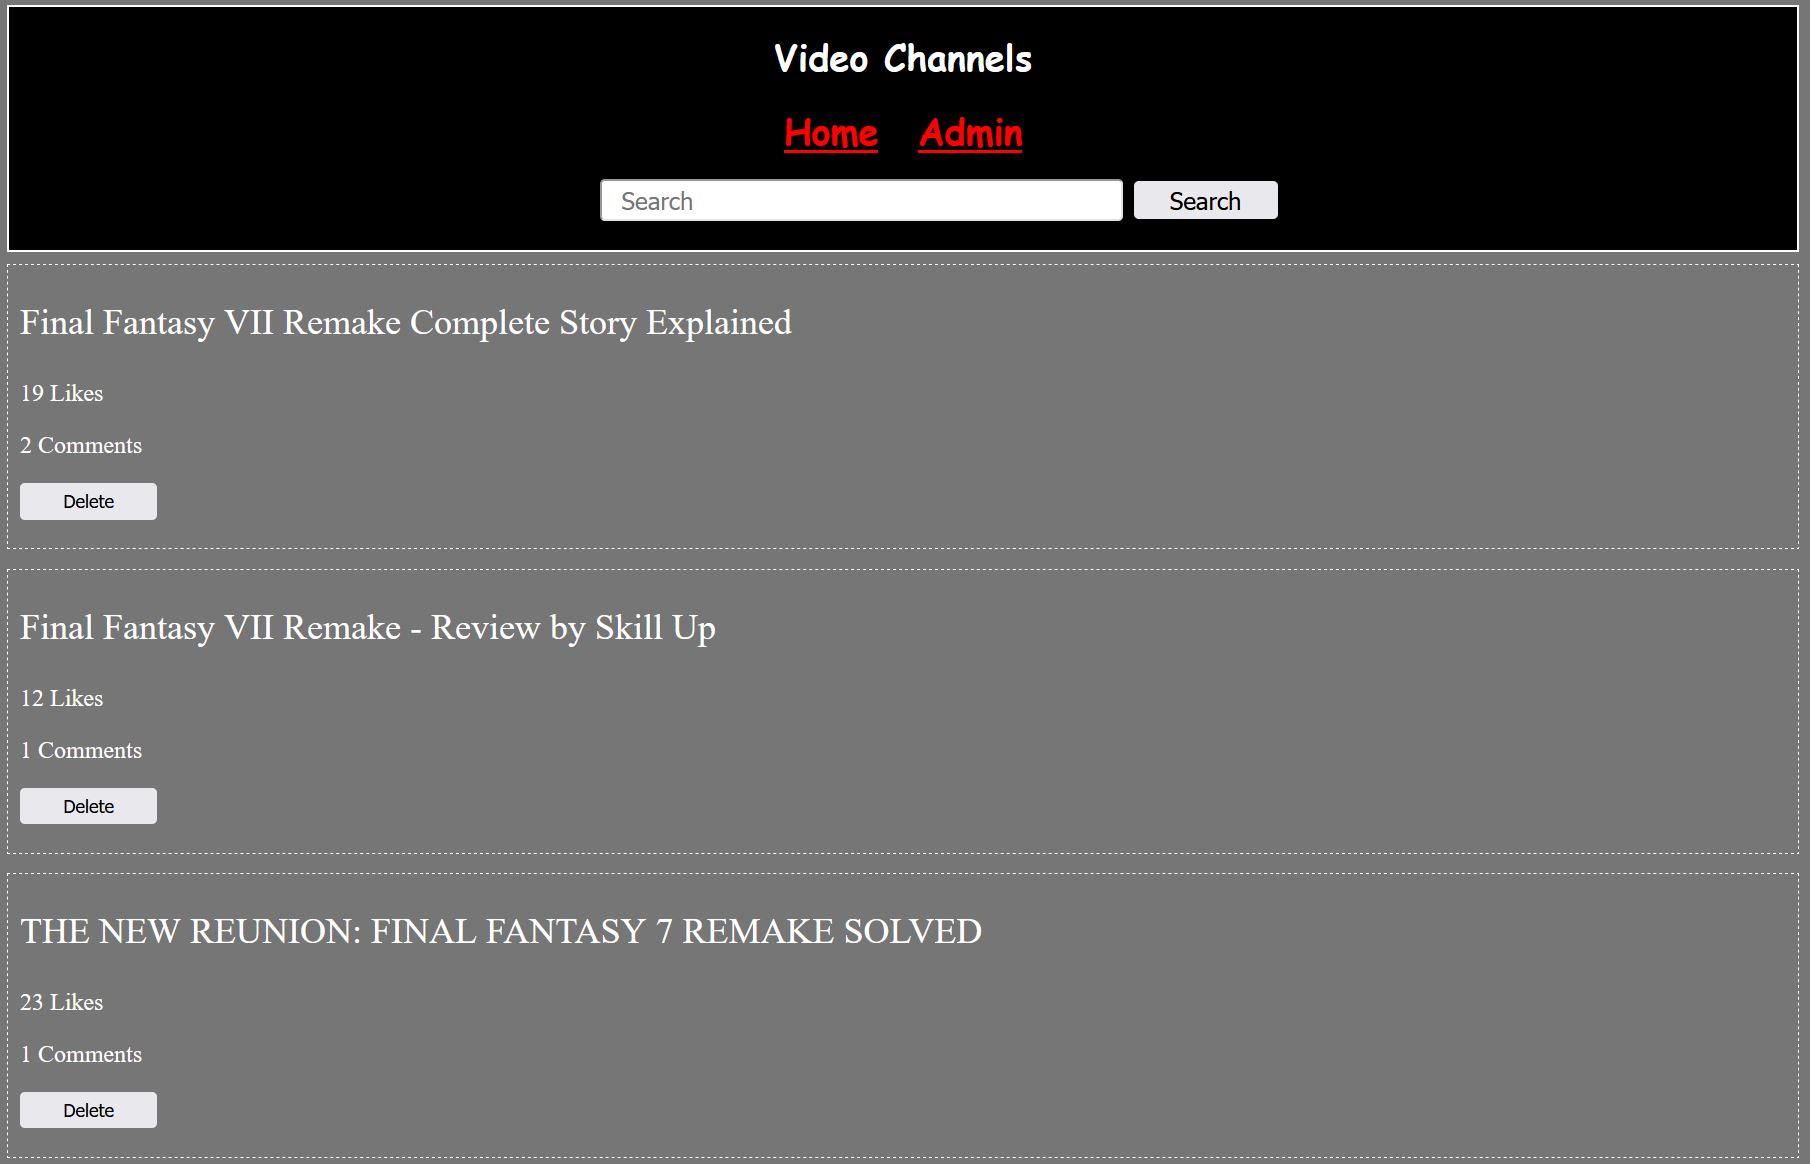 Video Channels
Home Admin
Search Search
Final Fantasy VII Remake Complete Story Explained
19 Likes
2 Comments
Delete
Final Fantasy VII Remake - Review by Skill Up
12 Likes
1 Comments
Delete
THE NEW REUNION: FINAL FANTASY 7 REMAKE SOLVED
23 Likes
1 Comments
Delete